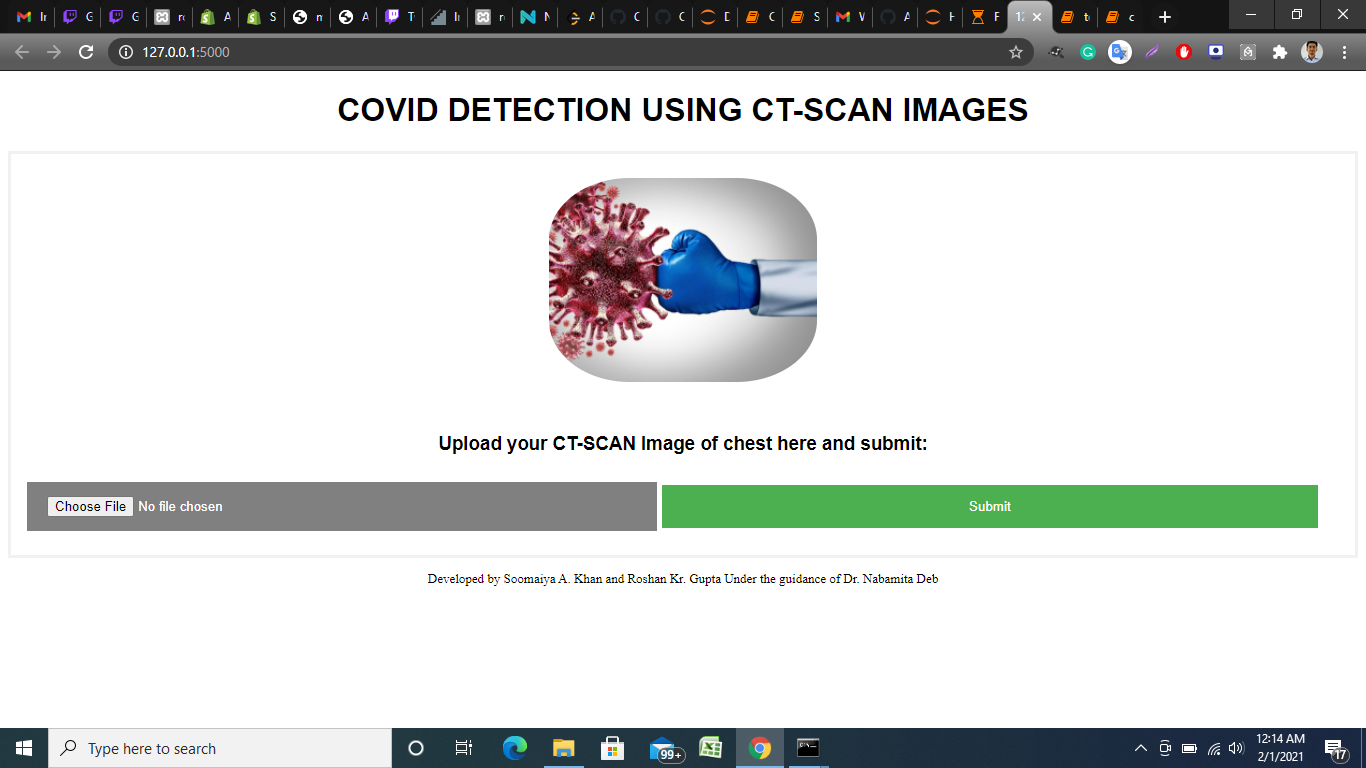 127.0.0.1:5000
COVID DETECTION USING CT-SCAN IMAGES
Upload your CT-SCAN Image of chest here and submit:
Choose File No file chosen
Submit
Developed by Soomaiya A. Khan and Roshan Kr. Gupta Under the guidance of Dr. Nabamita Deb
Type here to search
99+
12:14 AM
2/1/2021
17